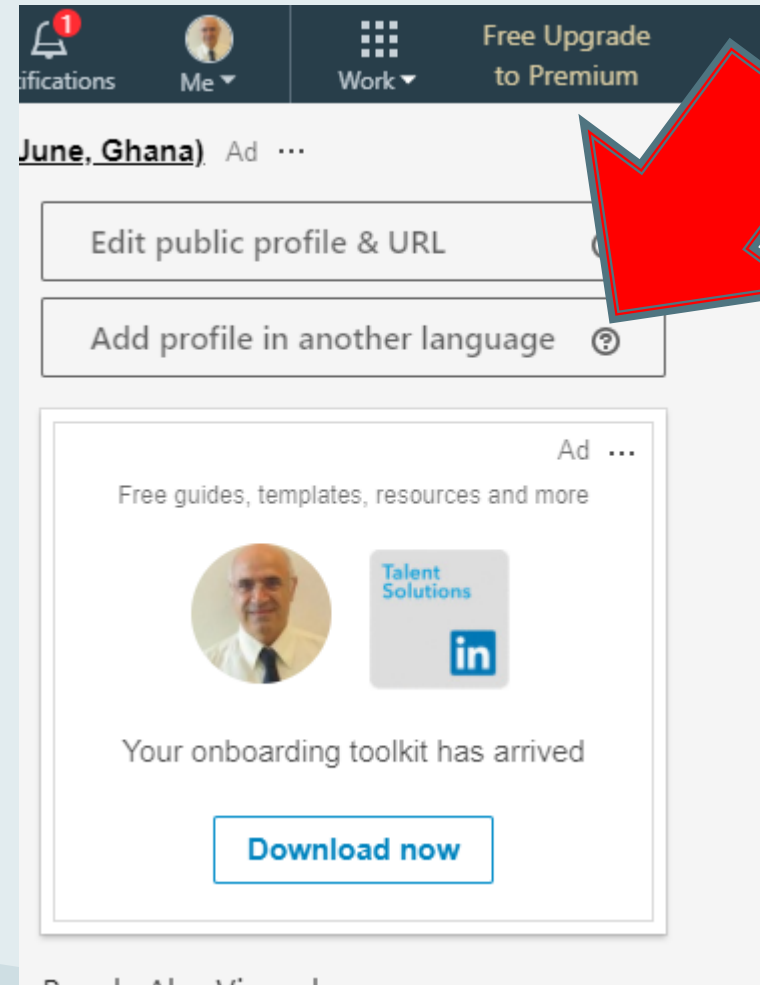 1
Me
Work
Free Upgrade
to Premium
June, Ghana) Ad ...
Edit public profile & URL
Add profile in another language ?
Ad ...
Free guides, templates, resources and more
Talent
Solutions
in
Your onboarding toolkit has arrived
Download now